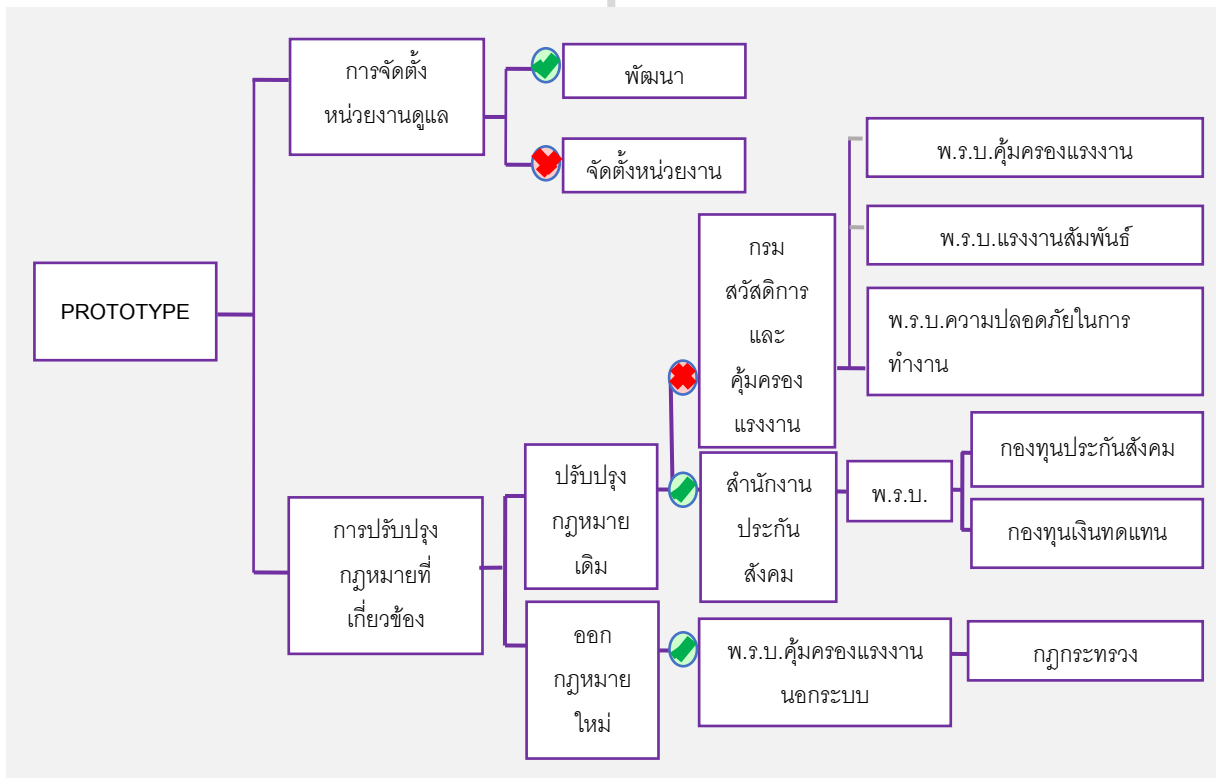 PROTOTYPE
การจัดตั้ง
หน่วยงานดูแล
พัฒนา
จัดตั้งหน่วยงาน
การปรับปรุง
กฎหมายที่
เกี่ยวข้อง
ปรับปรุง
กฎหมาย
เดิม
กรม
สวัสดิการ
และ
คุ้มครอง
แรงงาน
พ.ร.บ.คุ้มครองแรงงาน
พ.ร.บ.แรงงานสัมพันธ์
พ.ร.บ.ความปลอดภัยในการ
ทำงาน
สำนักงาน
ประกัน
สังคม
พ.ร.บ.
กองทุนประกันสังคม
กองทุนเงินทดแทน
ออก
กฎหมาย
ใหม่
พ.ร.บ.คุ้มครองแรงงาน
นอกระบบ
กฎกระทรวง